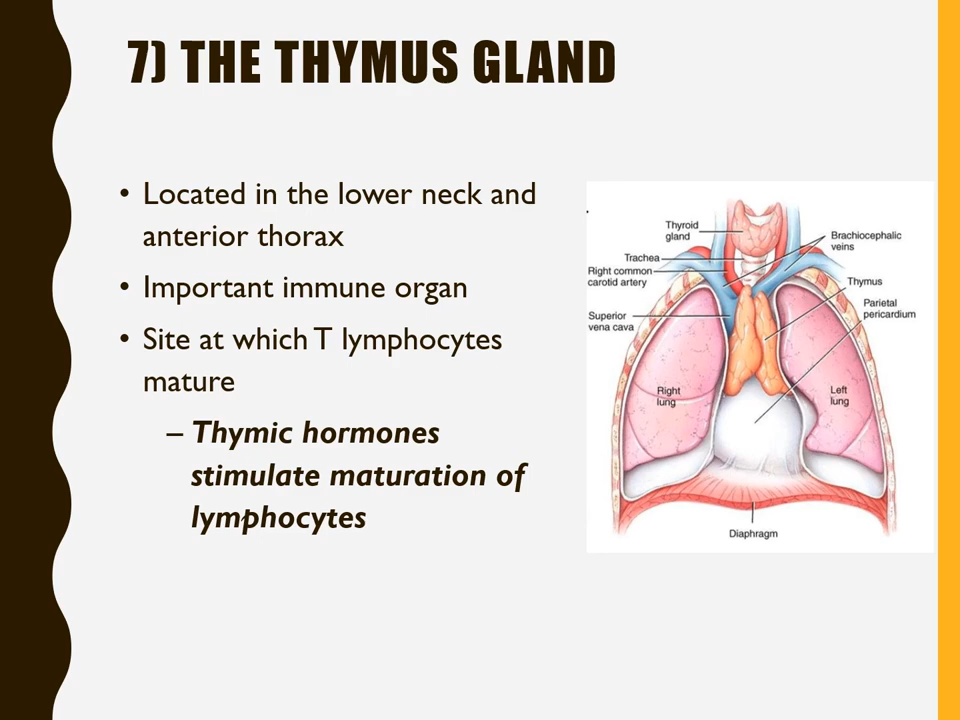 7) THE THYMUS GLAND
• Located in the lower neck and
anterior thorax
• Important immune organ
• Site at which T lymphocytes
mature
– Thymic hormones
stimulate maturation of
lymphocytes
Thyroid
gland
Trachea
Right common
carotid artery
Superior
vena cava
Right
lung
Brachiocephalic
veins
Thymus
Parietal
pericardium
Left
lung
Diaphragm